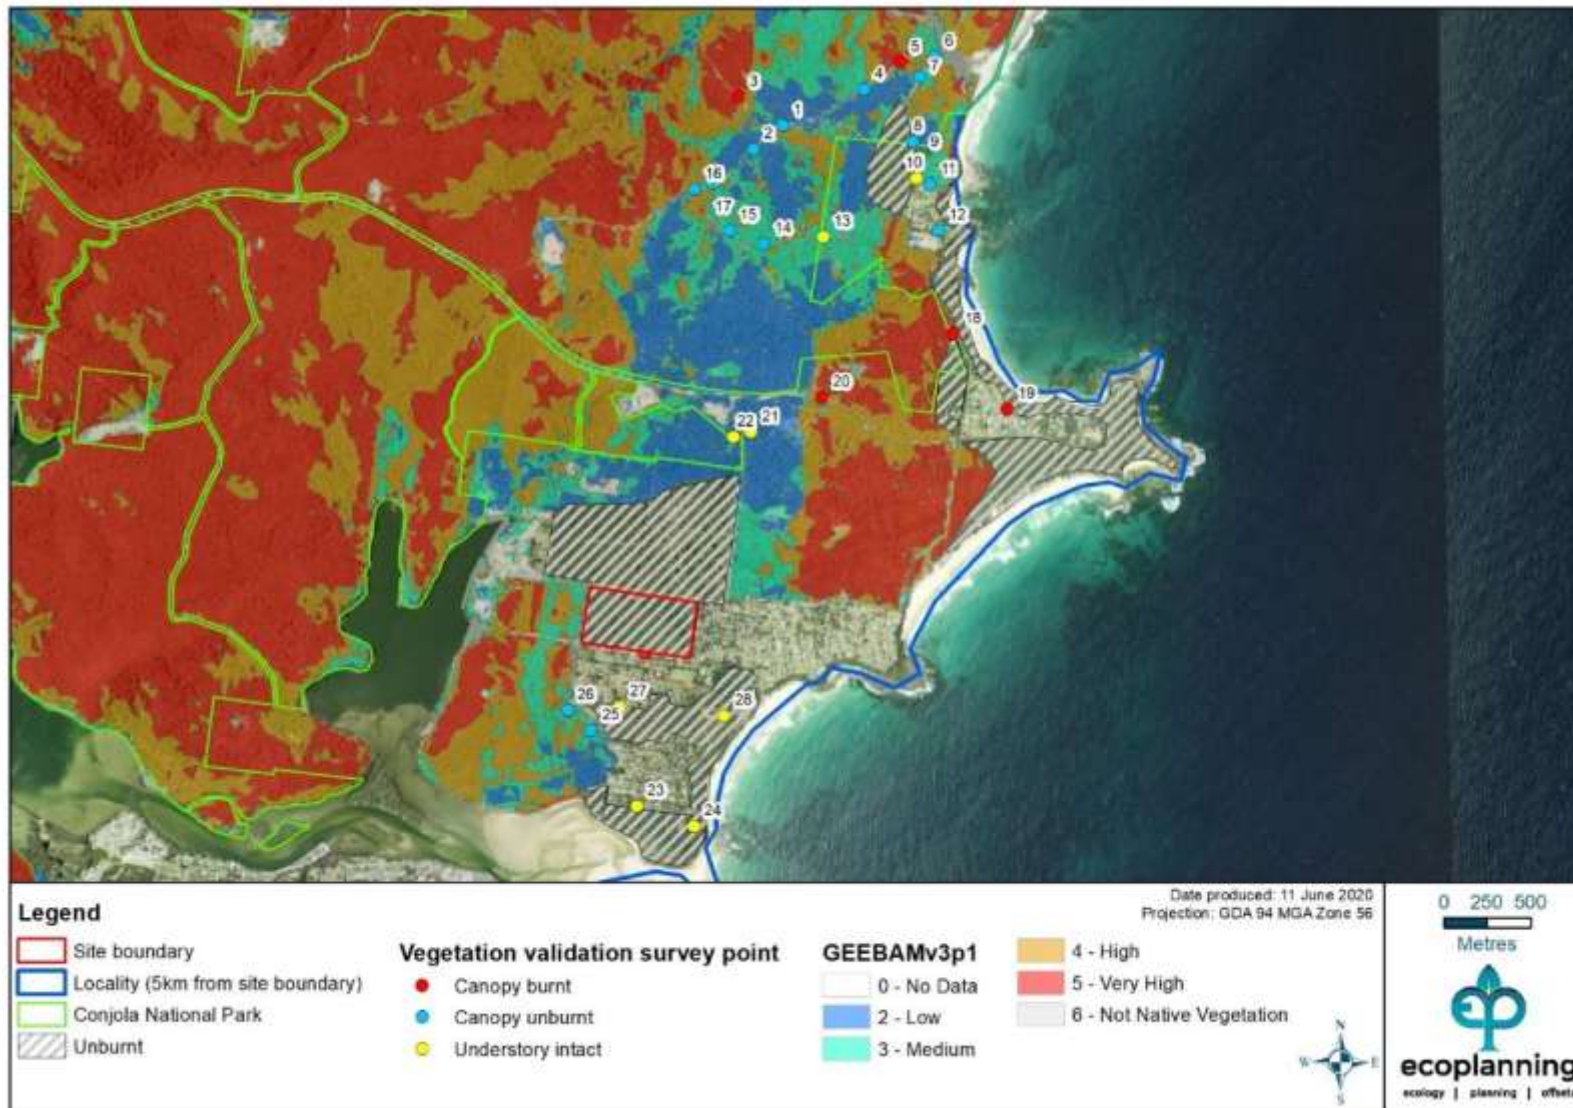 6
5
7
3
4
1
8
2
9
10
11
16
17
15
14
13
12
18
20
19
22
21
26
27
28
25
23
24
Legend
Site boundary
Locality (5km from site boundary)
Conjola National Park
Unburnt
Vegetation validation survey point
Canopy burnt
Canopy unburnt
Understory intact
GEEBAMv3p1
0 - No Data
2 - Low
3 - Medium
4 - High
5 - Very High
6 - Not Native Vegetation
Date produced: 11 June 2020
Projection: GDA 94 MGA Zone 56
N
W E
S
0 250 500
Metres
ecoplanning
ecology | planning | offsets